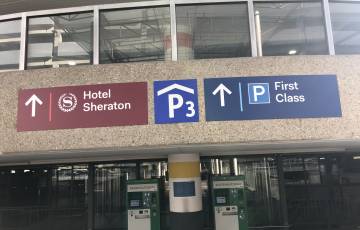 S
Hotel
Sheraton
P3
P
First
Class